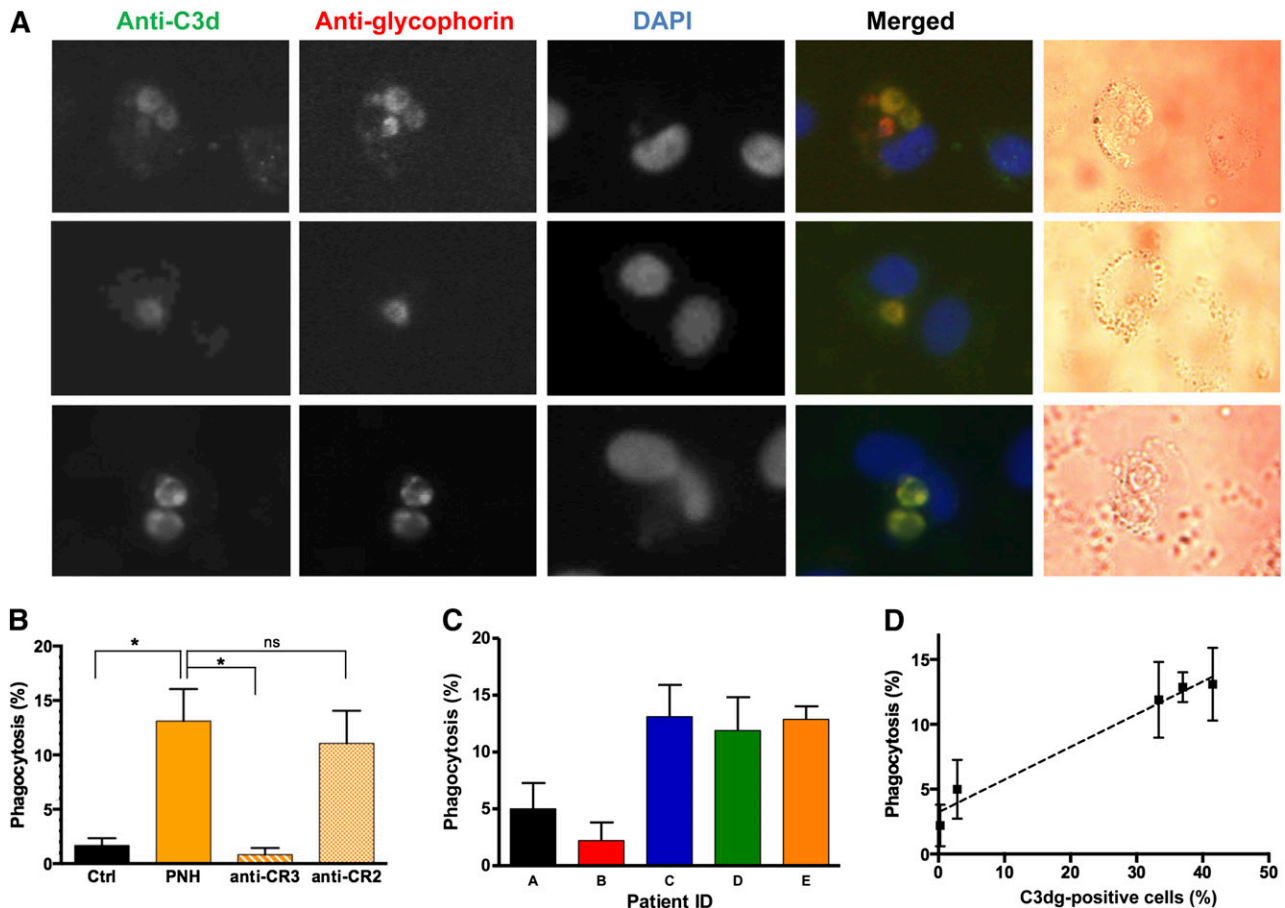 A
Anti-C3d Anti-glycophorin DAPI Merged
B
Phagocytosis (%)
20
15
10
5
0
* * ns
Ctrl PNH anti-CR3 anti-CR2
C
Phagocytosis (%)
20
15
10
5
0
A B C D E
Patient ID
D
Phagocytosis (%)
15
10
5
0
0 10 20 30 40 50
C3dg-positive cells (%)